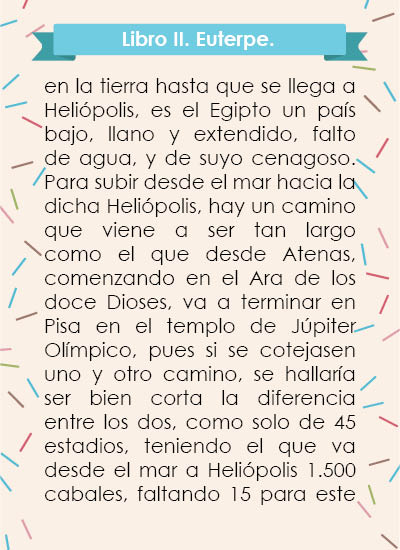 Libro II. Euterpe.
en la tierra hasta que se llega a
Heliópolis, es el Egipto un país
bajo, llano y extendido, falto
de agua, y de suyo cenagoso.
Para subir desde el mar hacia la
dicha Heliópolis, hay un camino
que viene a ser tan largo
como el que desde Atenas,
comenzando en el Ara de los
doce Dioses, va a terminar en
Pisa en el templo de Júpiter
Olímpico, pues si se cotejasen
uno y otro camino, se hallaría
ser bien corta la diferencia
entre los dos, como solo de 45
estadios, teniendo el que va
desde el mar a Heliópolis 1.500
cabales, faltando 15 para este